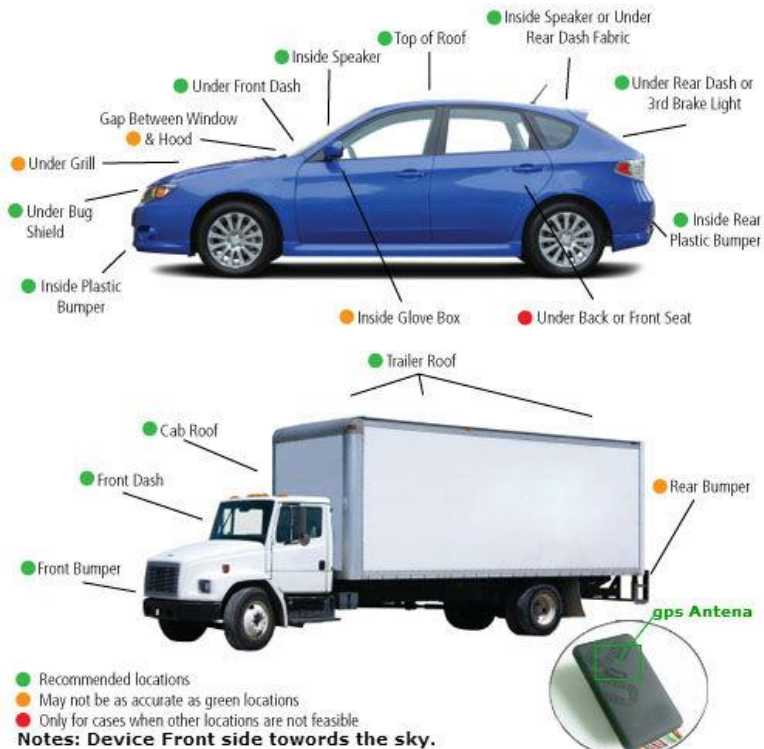 Inside Speaker or Under
Rear Dash Fabric
Top of Roof
Inside Speaker
Under Front Dash
Under Rear Dash or
3rd Brake Light
Gap Between Window
& Hood
Under Grill
Under Bug
Shield
Inside Rear
Plastic Bumper
Inside Plastic
Bumper
Inside Glove Box
Under Back or Front Seat
Trailer Roof
Cab Roof
Front Dash
Rear Bumper
Front Bumper
gps Antena
Recommended locations
May not be as accurate as green locations
Only for cases when other locations are not feasible
Notes: Device Front side towords the sky.